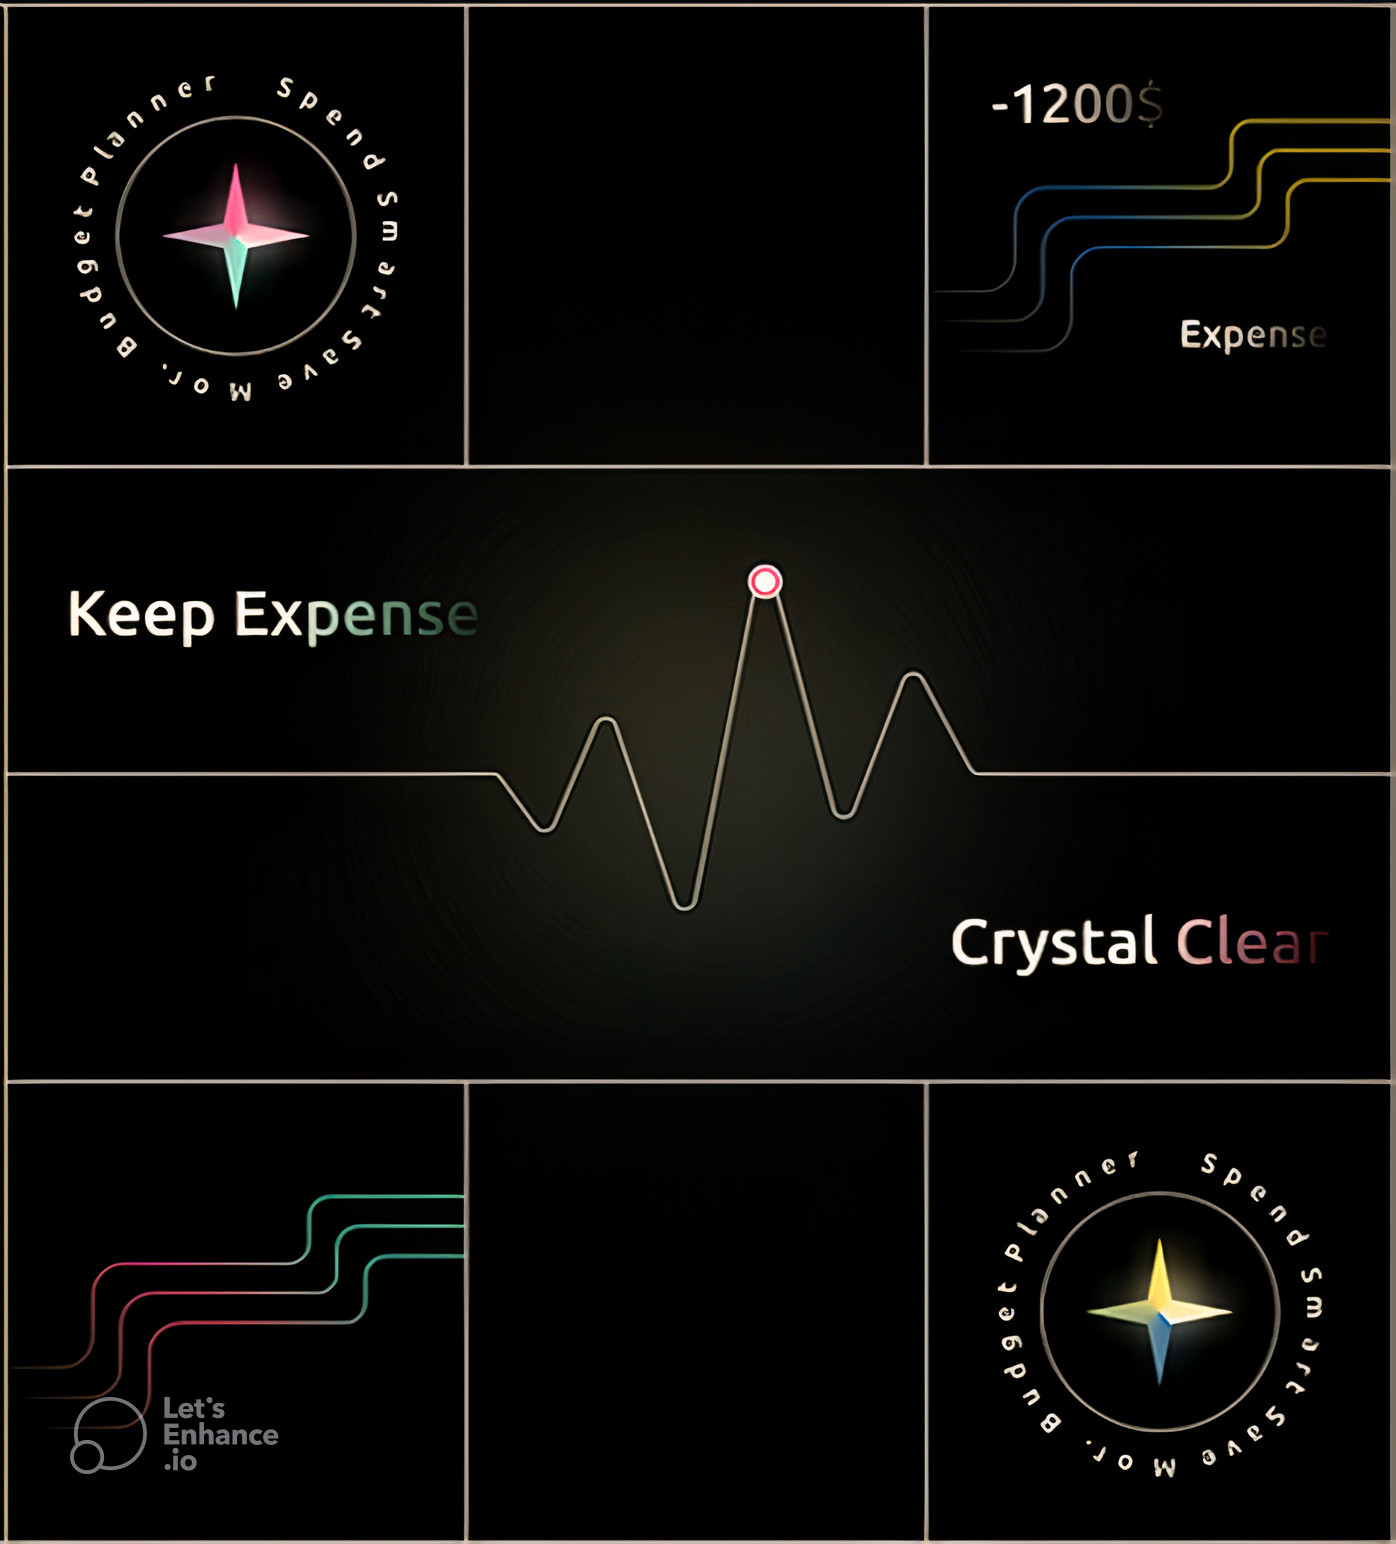 Spend Smart Save Mor. Budget Planner
-1200$
Expense
Keep Expense
Crystal Clear
Let's
Enhance
.io
Spend Smart Save Mor. Budget Planner